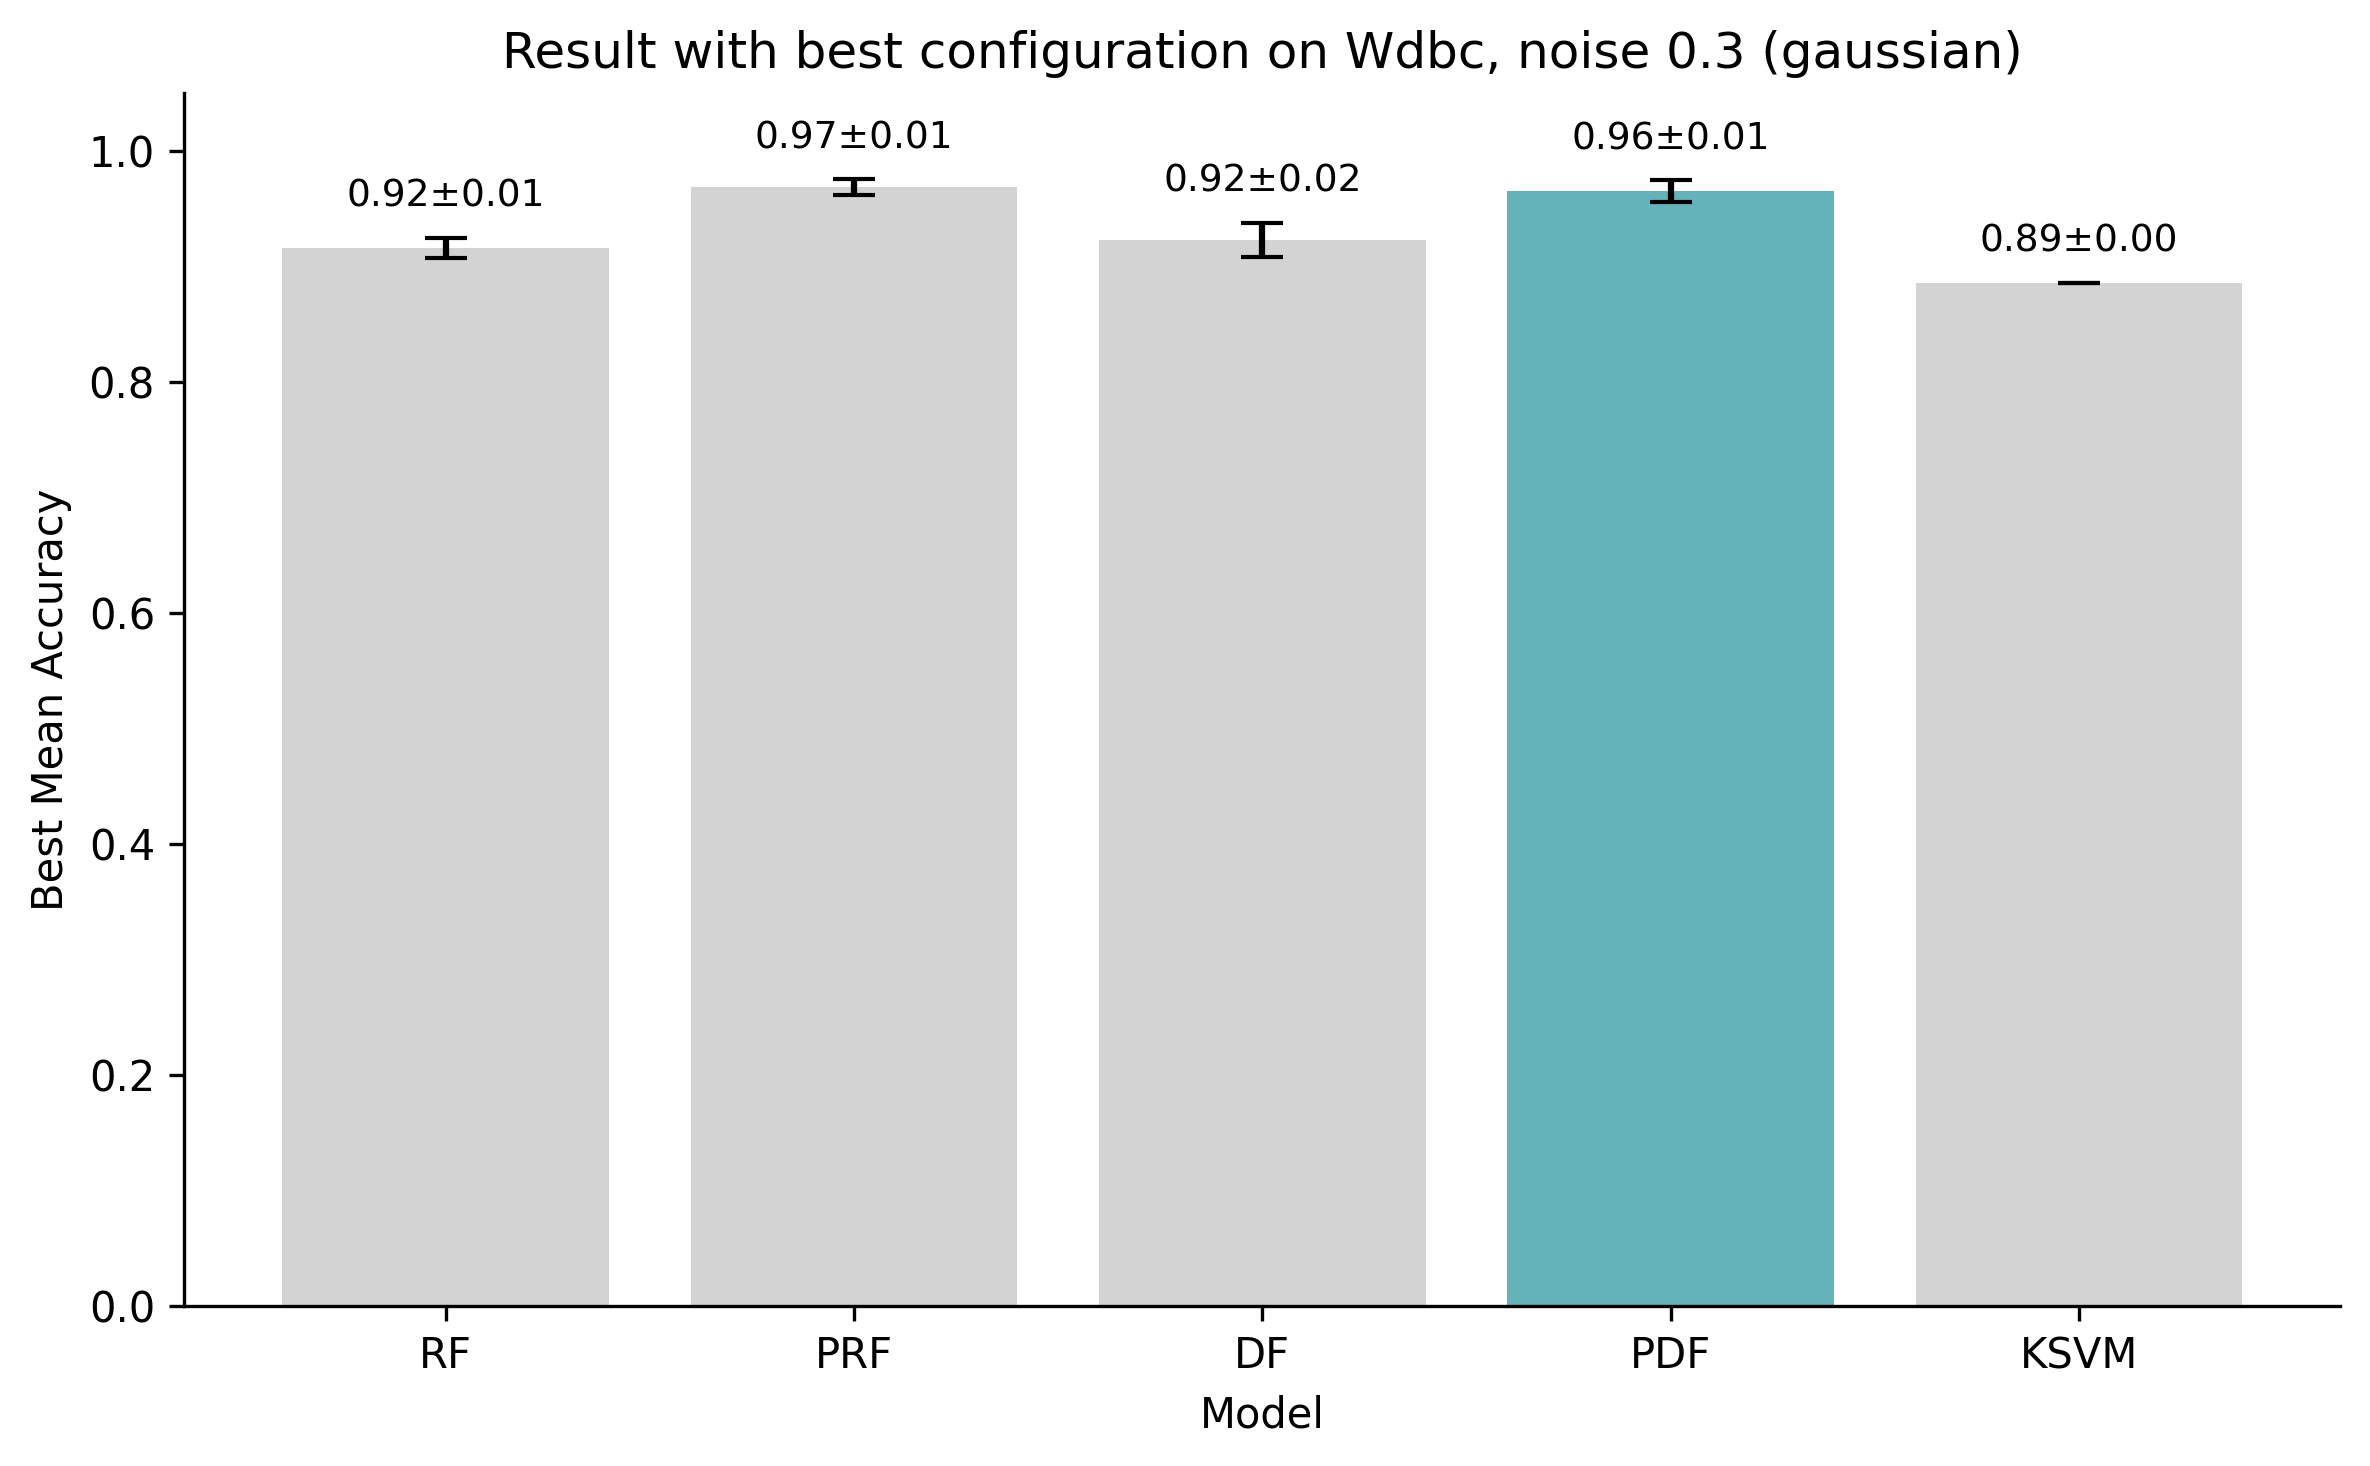 Result with best configuration on Wdbc, noise 0.3 (gaussian)
Best Mean Accuracy
1.0
0.8
0.6
0.4
0.2
0.0
0.92±0.01
0.97±0.01
0.92±0.02
0.96±0.01
0.89±0.00
RF
PRF
DF
PDF
KSVM
Model